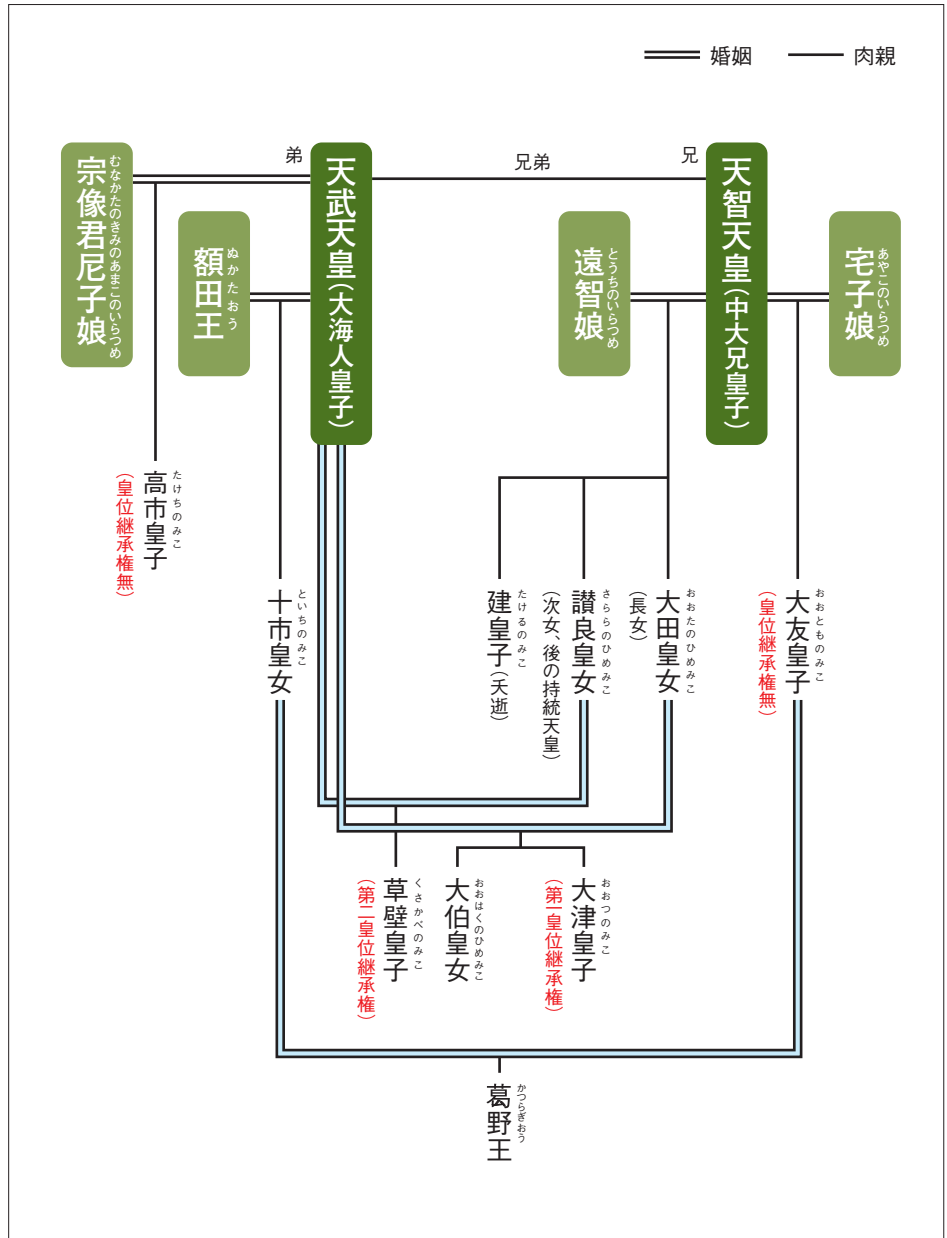 婚姻
肉親
兄
兄弟
弟
宅子娘
あやこのいらつめ
天智天皇(中大兄皇子)
遠智娘
とうちのいらつめ
天武天皇(大海人皇子)
額田王
ぬかたおう
宗像君尼子娘
むなかたのきみのあまこのいらつめ
大友皇子
おおとものみこ
(皇位継承権無)
大田皇女
おおたのひめみこ
(長女)
讃良皇女
さららのひめみこ
(次女、後の持統天皇)
建皇子(夭逝)
たけるのみこ
十市皇女
といちのみこ
高市皇子
たけちのみこ
(皇位継承権無)
大津皇子
おおつのみこ
(第一皇位継承権)
大伯皇女
おおはくのひめみこ
草壁皇子
くさかべのみこ
(第二皇位継承権)
葛野王
かつらぎおう